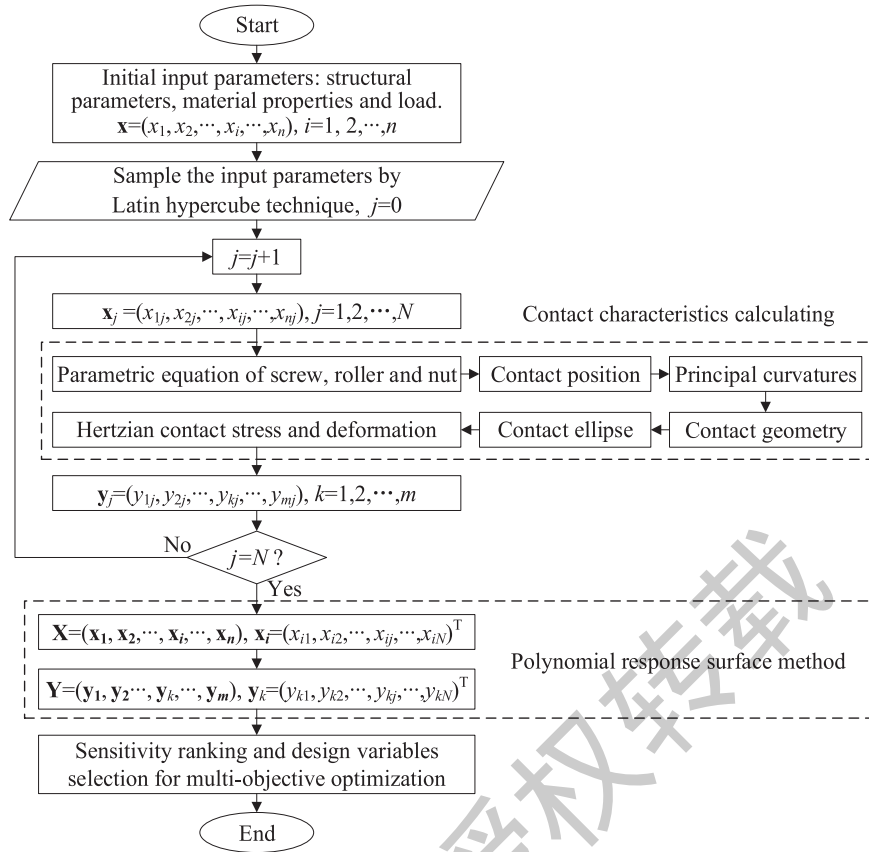 Start
Initial input parameters: structural
parameters, material properties and load.
x=(x₁, x₂,⋯, xᵢ,⋯,xₙ), i=1, 2,⋯,n
Sample the input parameters by
Latin hypercube technique, j=0
j=j+1
xⱼ =(x₁ⱼ, x₂ⱼ,⋯, xᵢⱼ,⋯,xₙⱼ), j=1,2,⋯,N
Contact characteristics calculating
Parametric equation of screw, roller and nut
Contact position
Principal curvatures
Hertzian contact stress and deformation
Contact ellipse
Contact geometry
yⱼ=(y₁ⱼ, y₂ⱼ,⋯, yₖⱼ,⋯, yₘⱼ), k=1,2,⋯,m
No
j=N ?
Yes
X=(x₁, x₂,⋯, xᵢ,⋯, xₙ), xᵢ=(xᵢ₁, xᵢ₂,⋯, xᵢⱼ,⋯,xᵢN)ᵀ
Polynomial response surface method
Y=(y₁, y₂⋯, yₖ,⋯, yₘ), yₖ=(yₖ₁, yₖ₂,⋯, yₖⱼ,⋯,yₖN)ᵀ
Sensitivity ranking and design variables
selection for multi-objective optimization
End
授权转载